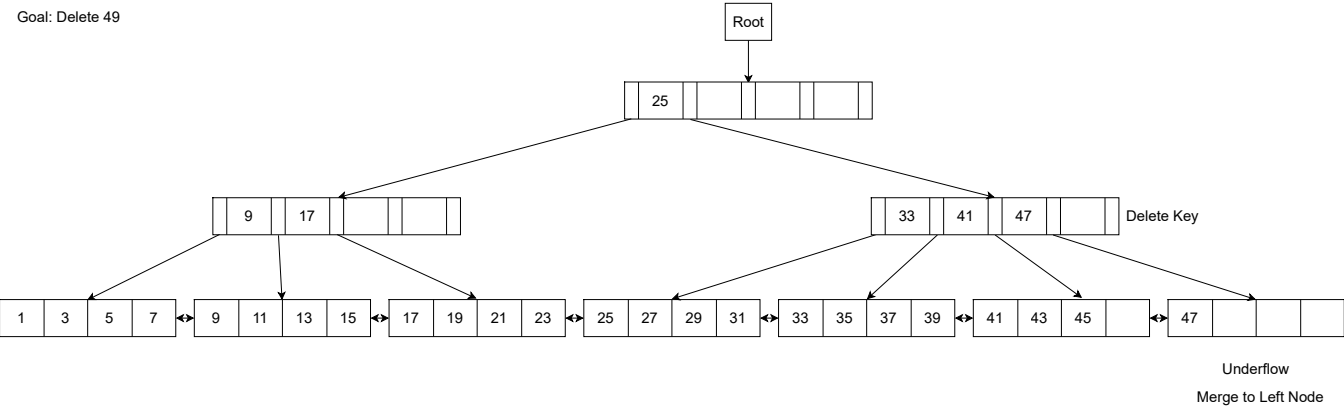 Goal: Delete 49
Root
25
9 17
33 41 47 Delete Key
1 3 5 7 9 11 13 15 17 19 21 23 25 27 29 31 33 35 37 39 41 43 45 47
Underflow
Merge to Left Node